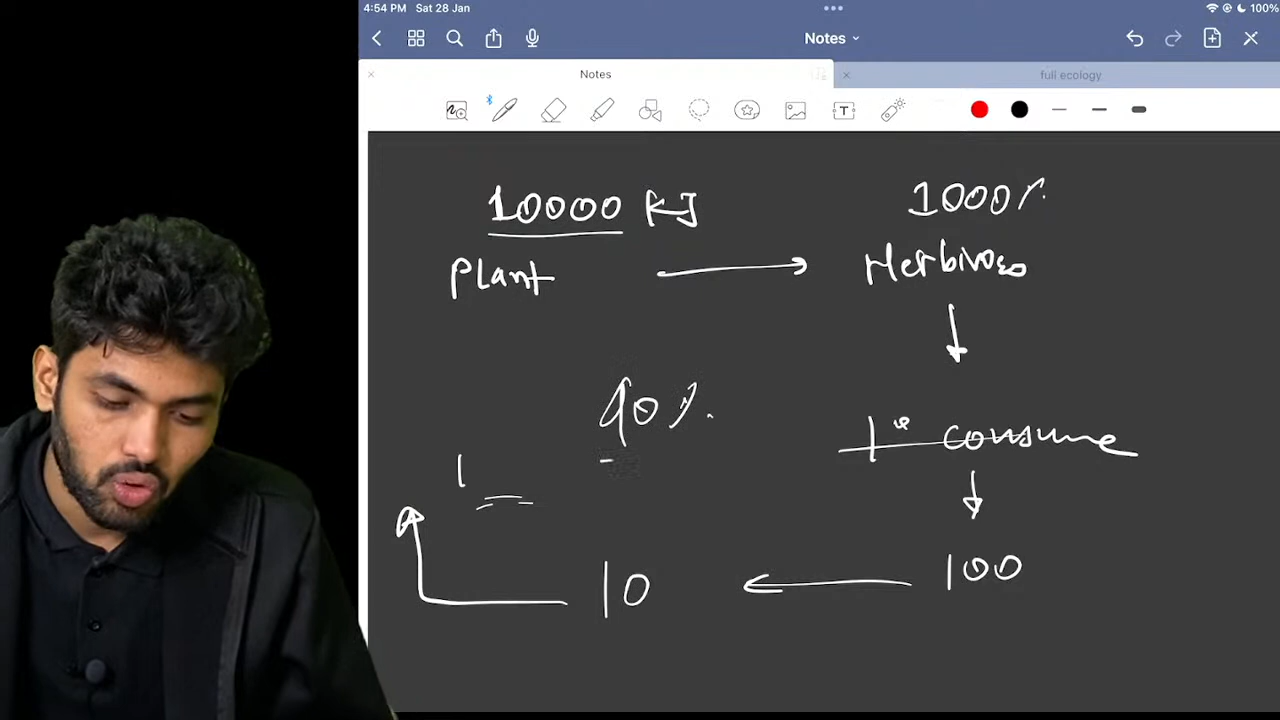 4:54 PM Sat 28 Jan
100%
Notes
Notes
full ecology
T
10000 KJ
1000%
Plant
Herbivores
90%
1° consume
1
10
100